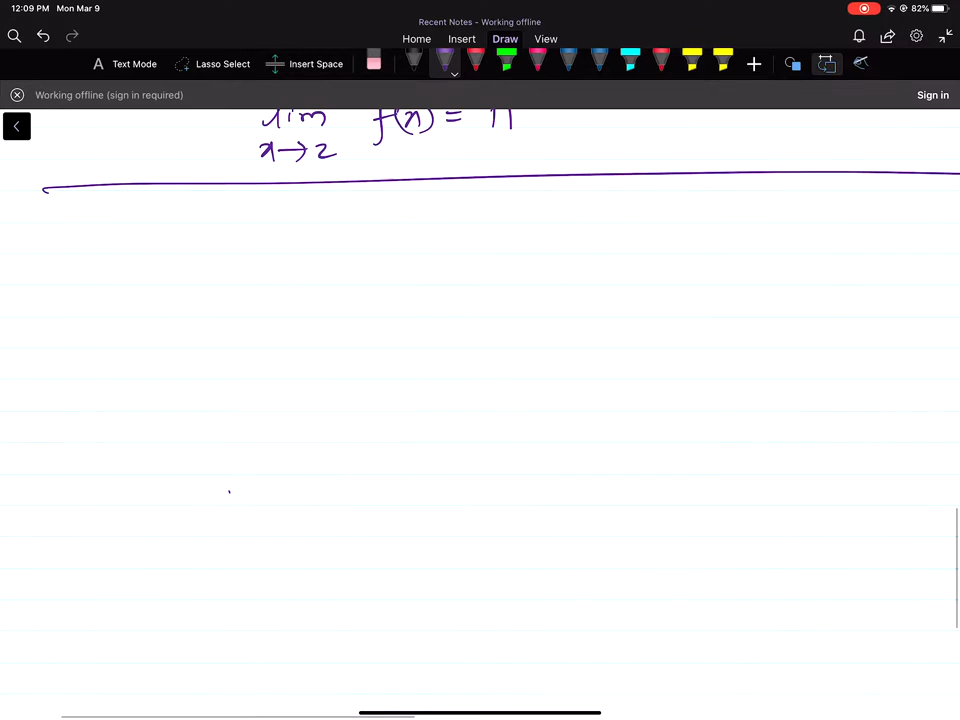 12:09 PM Mon Mar 9
82%
Recent Notes - Working offline
Home Insert Draw View
A Text Mode Lasso Select Insert Space
Working offline (sign in required) Sign in
lim f(x) = 11
x→2